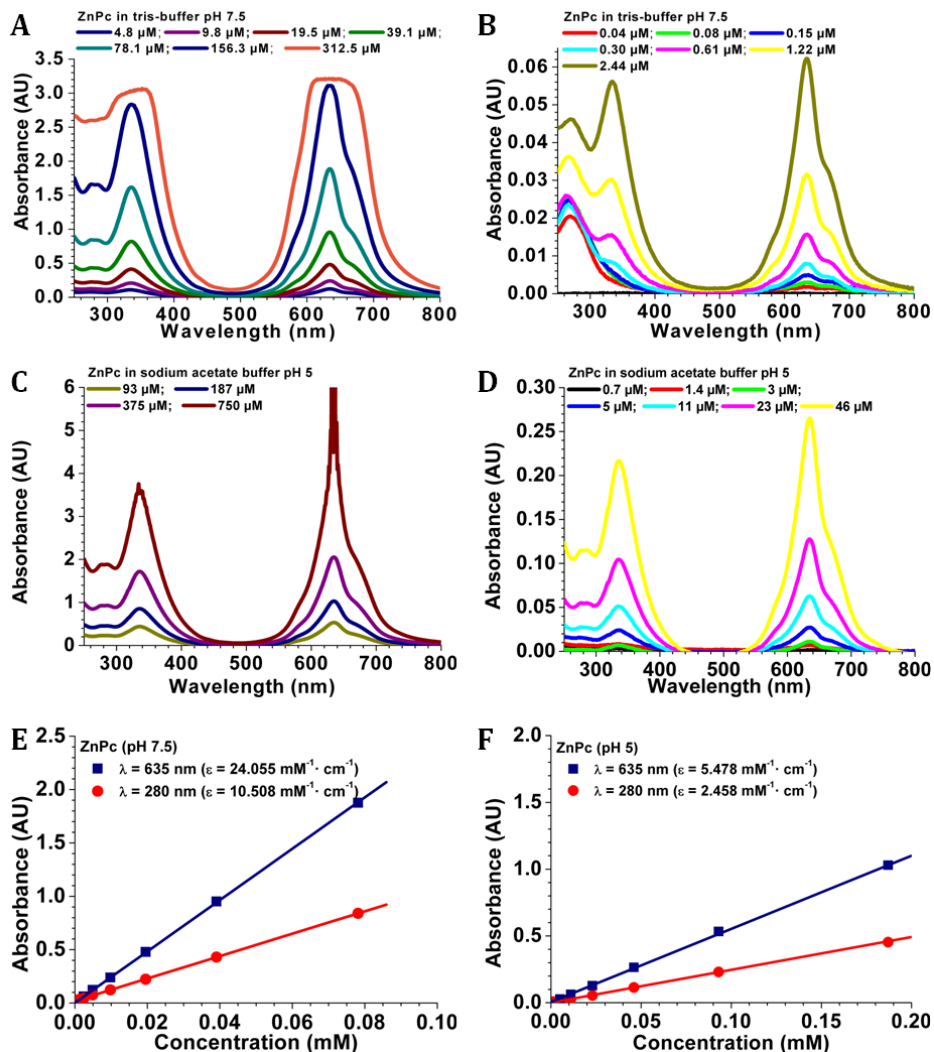 A
ZnPc in tris-buffer pH 7.5
4.8 µM; 9.8 µM; 19.5 µM; 39.1 µM;
78.1 µM; 156.3 µM; 312.5 µM
Absorbance (AU)
3.5
3.0
2.5
2.0
1.5
1.0
0.5
0.0
300 400 500 600 700 800
Wavelength (nm)
B
ZnPc in tris-buffer pH 7.5
0.04 µM; 0.08 µM; 0.15 µM;
0.30 µM; 0.61 µM; 1.22 µM
2.44 µM
Absorbance (AU)
0.06
0.05
0.04
0.03
0.02
0.01
0.00
300 400 500 600 700 800
Wavelength (nm)
C
ZnPc in sodium acetate buffer pH 5
93 µM; 187 µM
375 µM; 750 µM
Absorbance (AU)
6
5
4
3
2
1
0
300 400 500 600 700 800
Wavelength (nm)
D
ZnPc in sodium acetate buffer pH 5
0.7 µM; 1.4 µM; 3 µM;
5 µM; 11 µM; 23 µM; 46 µM
Absorbance (AU)
0.30
0.25
0.20
0.15
0.10
0.05
0.00
300 400 500 600 700 800
Wavelength (nm)
E
ZnPc (pH 7.5)
λ = 635 nm (ε = 24.055 mM⁻¹· cm⁻¹)
λ = 280 nm (ε = 10.508 mM⁻¹· cm⁻¹)
Absorbance (AU)
2.5
2.0
1.5
1.0
0.5
0.0
0.00 0.02 0.04 0.06 0.08 0.10
Concentration (mM)
F
ZnPc (pH 5)
λ = 635 nm (ε = 5.478 mM⁻¹· cm⁻¹)
λ = 280 nm (ε = 2.458 mM⁻¹· cm⁻¹)
Absorbance (AU)
2.0
1.5
1.0
0.5
0.0
0.00 0.05 0.10 0.15 0.20
Concentration (mM)